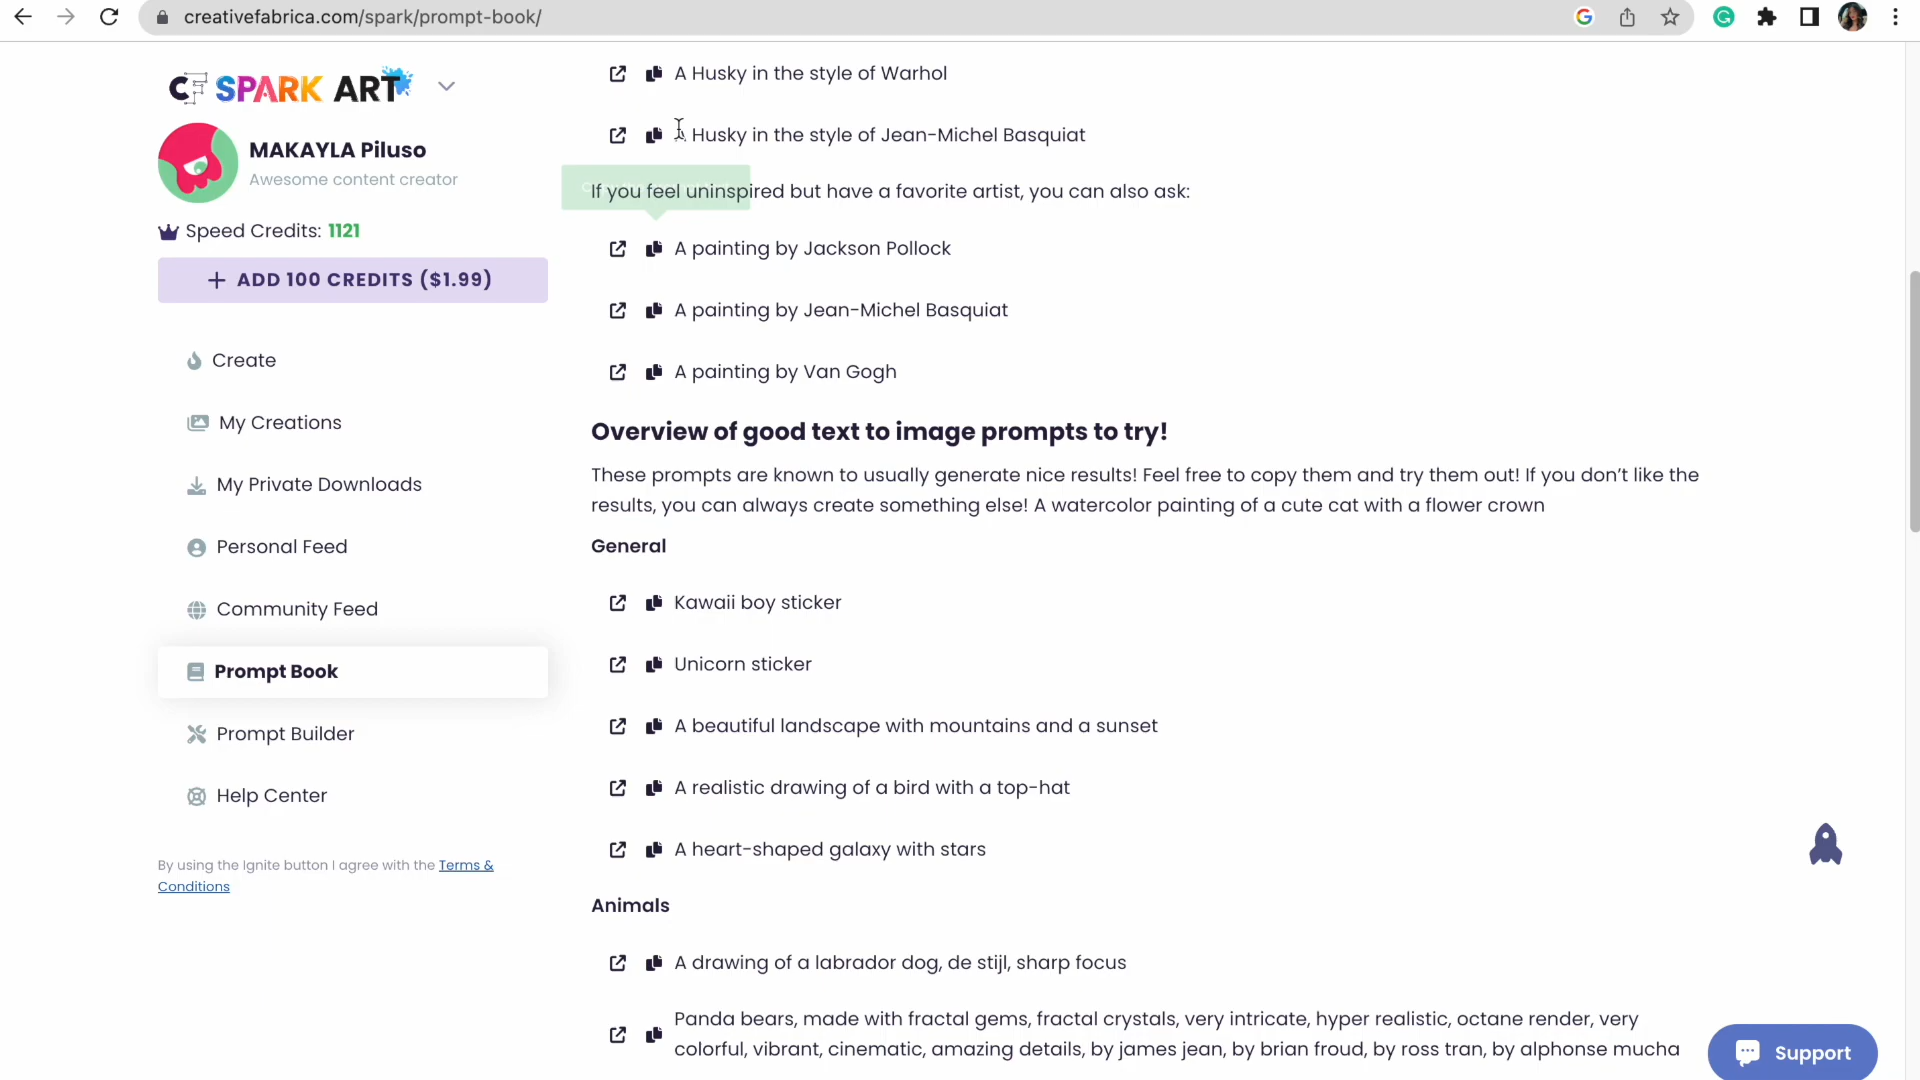 creativefabrica.com/spark/prompt-book/
CF SPARK ART
MAKAYLA Piluso
Awesome content creator
Speed Credits: 1121
+ ADD 100 CREDITS ($1.99)
Create
My Creations
My Private Downloads
Personal Feed
Community Feed
Prompt Book
Prompt Builder
Help Center
By using the Ignite button I agree with the Terms &
Conditions
A Husky in the style of Warhol
A Husky in the style of Jean-Michel Basquiat
If you feel uninspired but have a favorite artist, you can also ask:
A painting by Jackson Pollock
A painting by Jean-Michel Basquiat
A painting by Van Gogh
Overview of good text to image prompts to try!
These prompts are known to usually generate nice results! Feel free to copy them and try them out! If you don’t like the
results, you can always create something else! A watercolor painting of a cute cat with a flower crown
General
Kawaii boy sticker
Unicorn sticker
A beautiful landscape with mountains and a sunset
A realistic drawing of a bird with a top-hat
A heart-shaped galaxy with stars
Animals
A drawing of a labrador dog, de stijl, sharp focus
Panda bears, made with fractal gems, fractal crystals, very intricate, hyper realistic, octane render, very
colorful, vibrant, cinematic, amazing details, by james jean, by brian froud, by ross tran, by alphonse mucha
Support